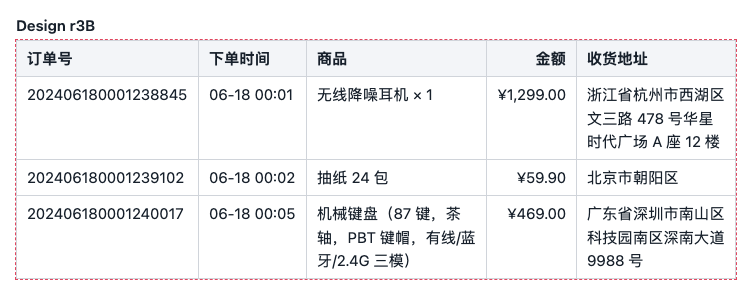 Design r3B
订单号 下单时间 商品 金额 收货地址
202406180001238845 06-18 00:01 无线降噪耳机 × 1 ¥1,299.00 浙江省杭州市西湖区
文三路 478 号华星
时代广场 A 座 12 楼
202406180001239102 06-18 00:02 抽纸 24 包 ¥59.90 北京市朝阳区
202406180001240017 06-18 00:05 机械键盘（87 键，茶 ¥469.00 广东省深圳市南山区
轴，PBT 键帽，有线/蓝 科技园南区深南大道
牙/2.4G 三模） 9988 号